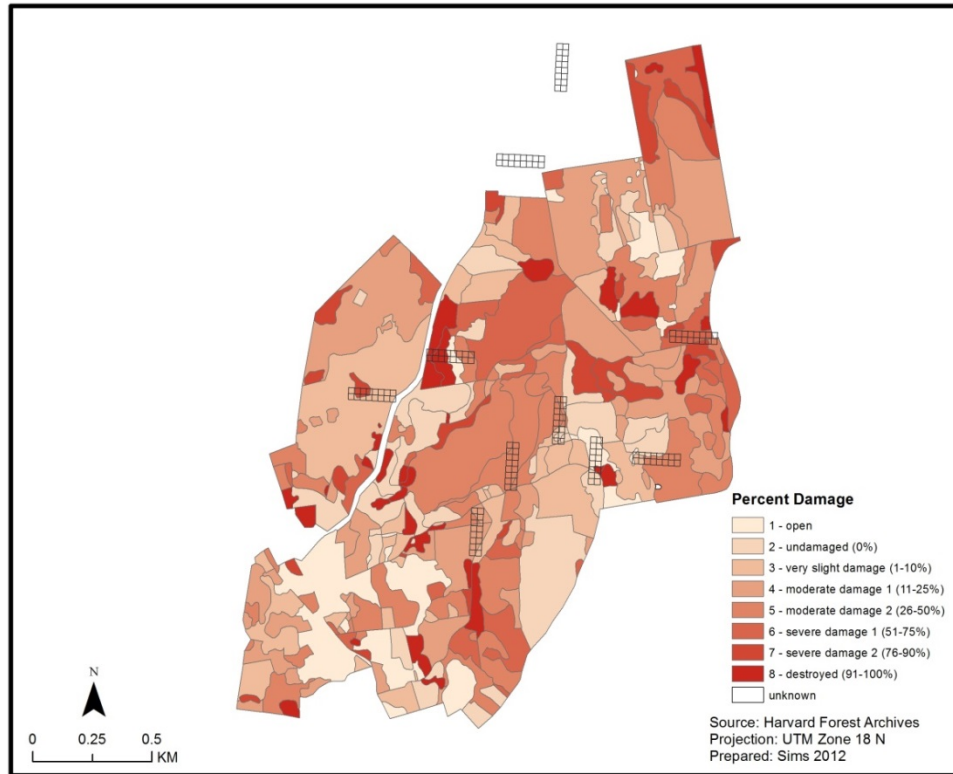 Percent Damage
1 - open
2 - undamaged (0%)
3 - very slight damage (1-10%)
4 - moderate damage 1 (11-25%)
5 - moderate damage 2 (26-50%)
6 - severe damage 1 (51-75%)
7 - severe damage 2 (76-90%)
8 - destroyed (91-100%)
unknown
Source: Harvard Forest Archives
Projection: UTM Zone 18 N
Prepared: Sims 2012
N
0 0.25 0.5
KM